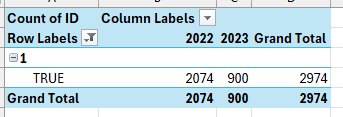 Count of ID Column Labels
Row Labels 2022 2023 Grand Total
1
TRUE 2074 900 2974
Grand Total 2074 900 2974